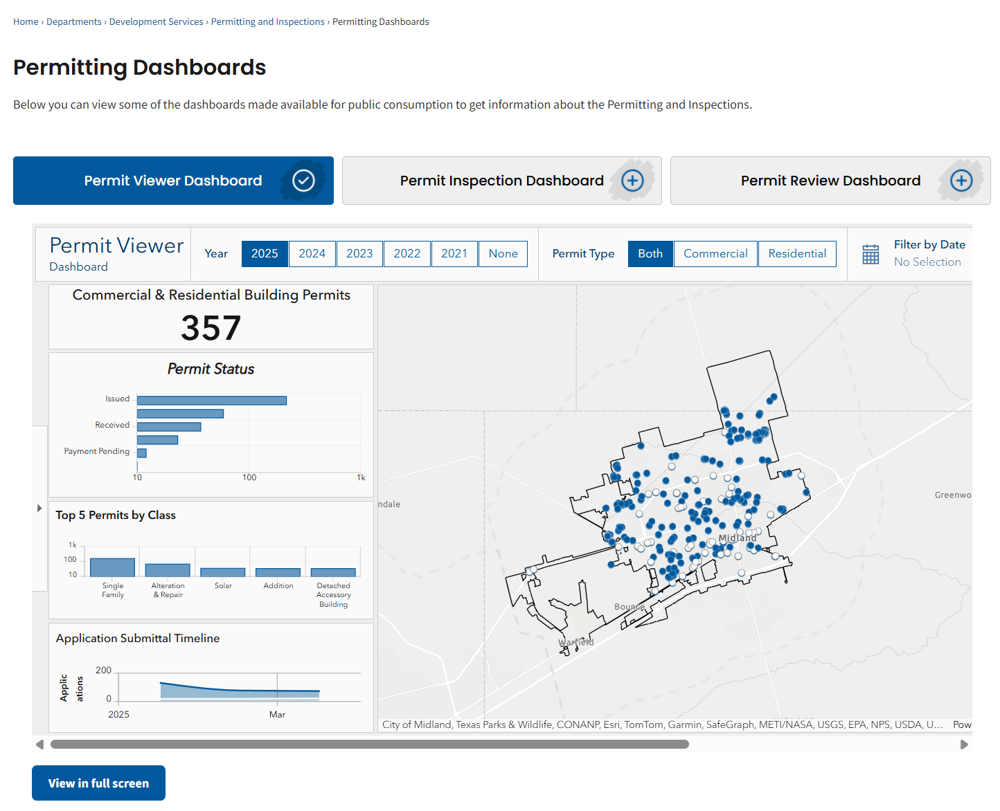 Home › Departments › Development Services › Permitting and Inspections › Permitting Dashboards
Permitting Dashboards
Below you can view some of the dashboards made available for public consumption to get information about the Permitting and Inspections.
Permit Viewer Dashboard
Permit Inspection Dashboard
Permit Review Dashboard
Permit Viewer
Dashboard
Year
2025
2024
2023
2022
2021
None
Permit Type
Both
Commercial
Residential
Filter by Date
No Selection
Commercial & Residential Building Permits
357
Permit Status
Issued
Received
Payment Pending
10 100 1k
Top 5 Permits by Class
1k
100
10
Single
Family
Alteration
& Repair
Solar
Addition
Detached
Accessory
Building
Application Submittal Timeline
Applic
ations
200
0
2025 Mar
ndale
Greenwo
Midland
Bounce
Warfield
City of Midland, Texas Parks & Wildlife, CONANP, Esri, TomTom, Garmin, SafeGraph, METI/NASA, USGS, EPA, NPS, USDA, U... Pow
View in full screen